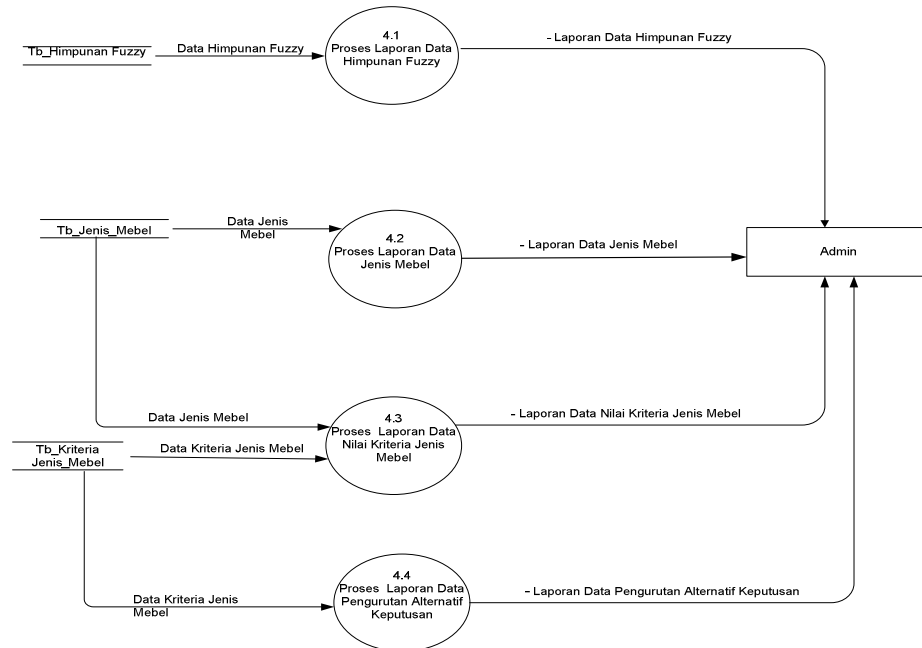 4.1
Proses Laporan Data
Himpunan Fuzzy
Tb_Himpunan Fuzzy
Data Himpunan Fuzzy
- Laporan Data Himpunan Fuzzy
Tb_Jenis_Mebel
Data Jenis
Mebel
4.2
Proses Laporan Data
Jenis Mebel
- Laporan Data Jenis Mebel
Admin
Data Jenis Mebel
4.3
Proses Laporan Data
Nilai Kriteria Jenis
Mebel
- Laporan Data Nilai Kriteria Jenis Mebel
Tb_Kriteria
Jenis_Mebel
Data Kriteria Jenis Mebel
Data Kriteria Jenis
Mebel
4.4
Proses Laporan Data
Pengurutan Alternatif
Keputusan
- Laporan Data Pengurutan Alternatif Keputusan